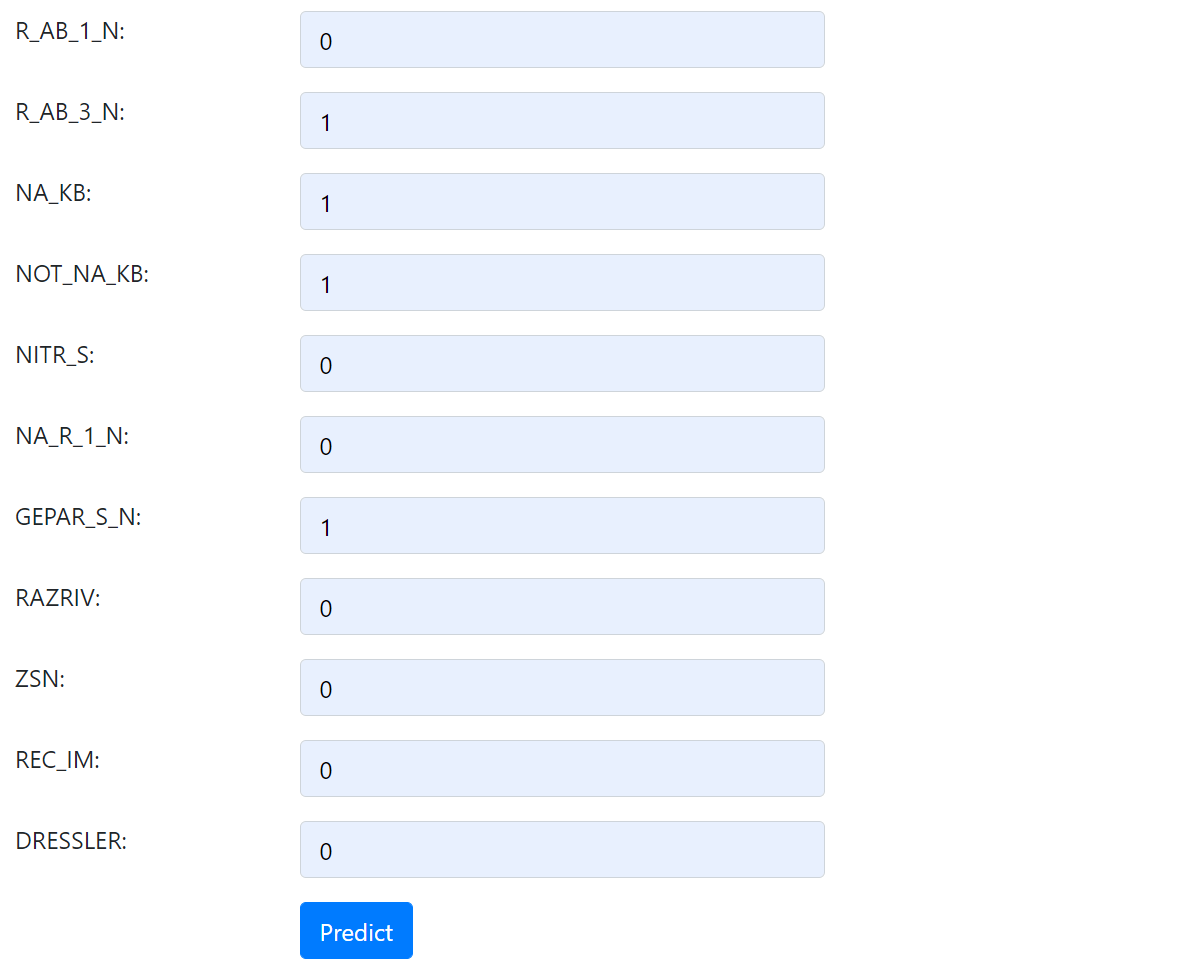 R_AB_1_N: 0
R_AB_3_N: 1
NA_KB: 1
NOT_NA_KB: 1
NITR_S: 0
NA_R_1_N: 0
GEPAR_S_N: 1
RAZRIV: 0
ZSN: 0
REC_IM: 0
DRESSLER: 0
Predict